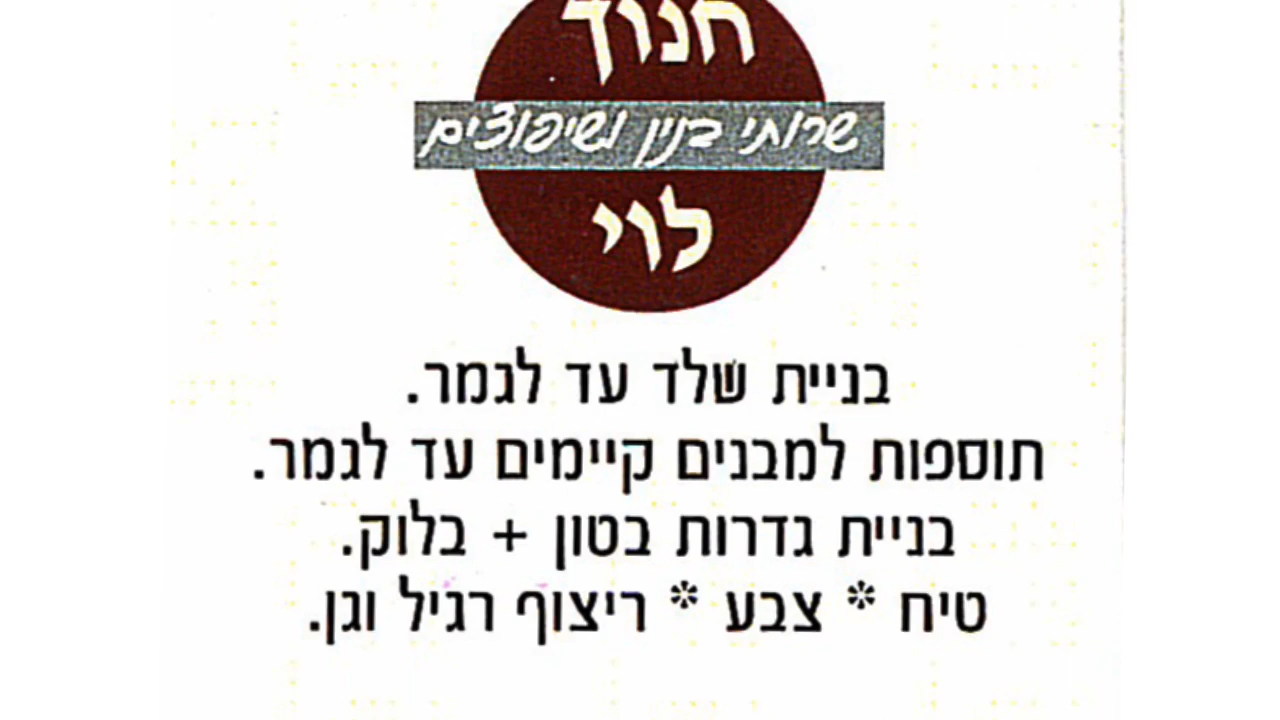 חנוך
שרותי בנין ושיפוצים
לוי
בניית שלד עד לגמר.
תוספות למבנים קיימים עד לגמר.
בניית גדרות בטון + בלוק.
טיח * צבע * ריצוף רגיל וגן.